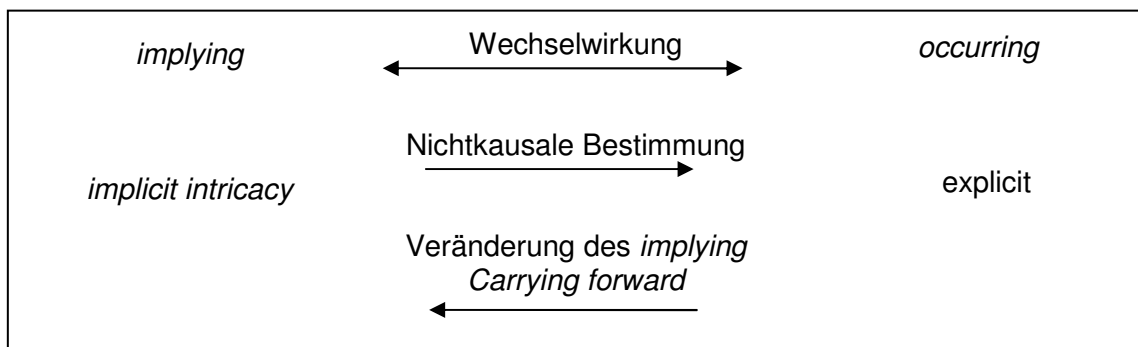 implying Wechselwirkung occurring
Nichtkausale Bestimmung
implicit intricacy explicit
Veränderung des implying
Carrying forward